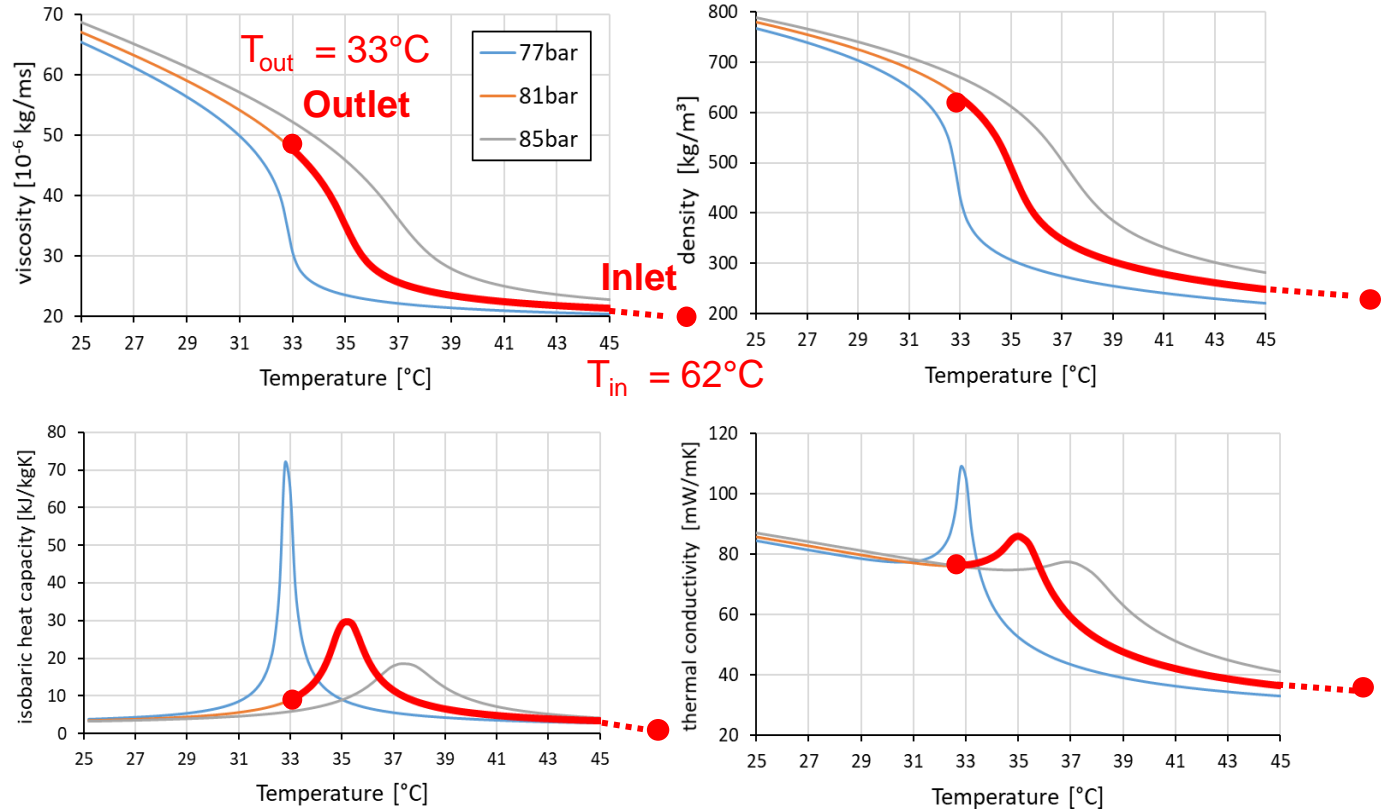 viscosity [10⁻⁶ kg/ms]
70
60
50
40
30
20
25 27 29 31 33 35 37 39 41 43 45
Temperature [°C]
T_out = 33°C
Outlet
77bar
81bar
85bar
Inlet
T_in = 62°C
density [kg/m³]
800
700
600
500
400
300
200
25 27 29 31 33 35 37 39 41 43 45
Temperature [°C]
isobaric heat capacity [kJ/kgK]
80
70
60
50
40
30
20
10
0
25 27 29 31 33 35 37 39 41 43 45
Temperature [°C]
thermal conductivity [mW/mK]
120
100
80
60
40
20
25 27 29 31 33 35 37 39 41 43 45
Temperature [°C]